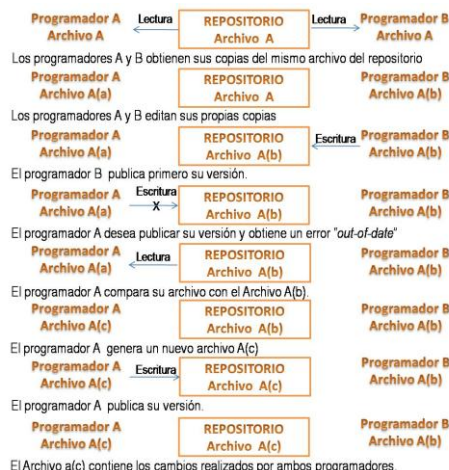 Programador A Lectura REPOSITORIO Lectura Programador B
Archivo A Archivo A Archivo A
Los programadores A y B obtienen sus copias del mismo archivo del repositorio
Programador A REPOSITORIO Programador B
Archivo A(a) Archivo A Archivo A(b)
Los programadores A y B editan sus propias copias
Programador A REPOSITORIO Escritura Programador B
Archivo A(a) Archivo A(b) Archivo A(b)
El programador B publica primero su versión.
Programador A Escritura REPOSITORIO Programador B
Archivo A(a) X Archivo A(b) Archivo A(b)
El programador A desea publicar su versión y obtiene un error "out-of-date"
Programador A Lectura REPOSITORIO Programador B
Archivo A(a) Archivo A(b) Archivo A(b)
El programador A compara su archivo con el Archivo A(b).
Programador A REPOSITORIO Programador B
Archivo A(c) Archivo A(b) Archivo A(b)
El programador A genera un nuevo archivo A(c)
Programador A Escritura REPOSITORIO Programador B
Archivo A(c) Archivo A(c) Archivo A(b)
El programador A publica su versión.
Programador A REPOSITORIO Programador B
Archivo A(c) Archivo A(c) Archivo A(b)
El Archivo a(c) contiene los cambios realizados por ambos programadores